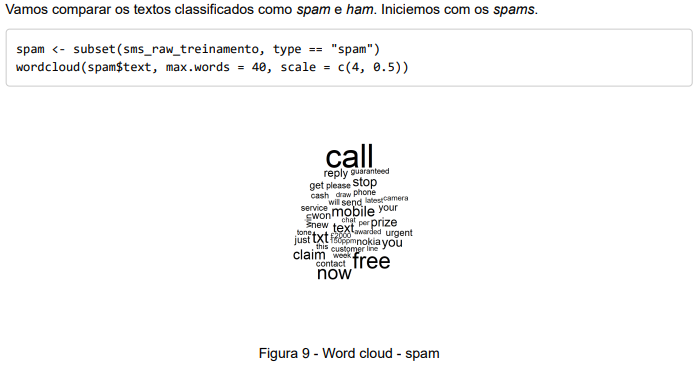 Vamos comparar os textos classificados como spam e ham. Iniciemos com os spams.
spam <- subset(sms_raw_treinamento, type == "spam")
wordcloud(spam$text, max.words = 40, scale = c(4, 0.5))
call
reply guaranteed
get please stop
cash draw phone
will send latest camera
service mobile your
won
win
new chat per prize
text awarded urgent
tone £2000
just txt 150ppm nokia you
this customer line
claim week free
contact
now
Figura 9 - Word cloud - spam